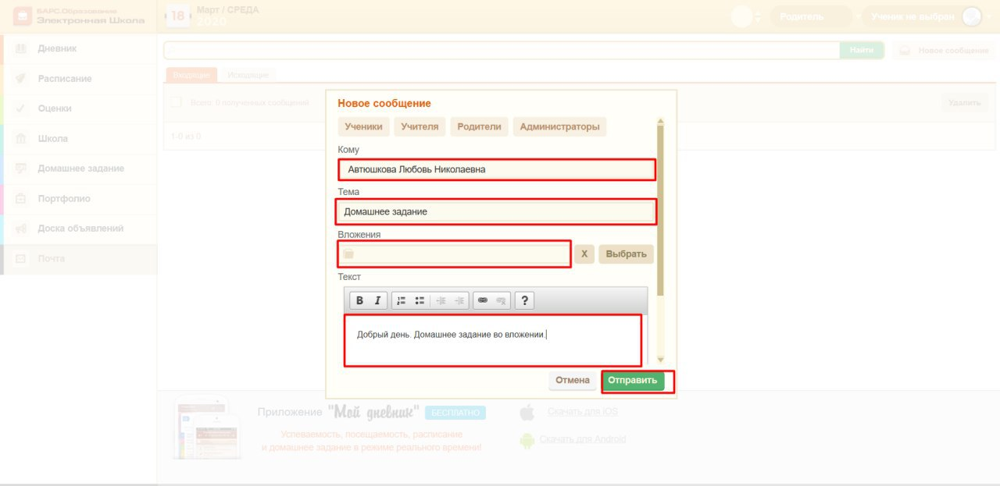 БАРС.Образование
Электронная Школа
18
Март / СРЕДА
2020
Родитель
Ученик не выбран
Дневник
Расписание
Оценки
Школа
Домашнее задание
Портфолио
Доска объявлений
Почта
Найти
Новое сообщение
Входящие
Исходящие
Всего: 0 полученных сообщений
Удалить
1-0 из 0
Новое сообщение
Ученики
Учителя
Родители
Администраторы
Кому
Автюшкова Любовь Николаевна
Тема
Домашнее задание
Вложения
X
Выбрать
Текст
B I ?
Добрый день. Домашнее задание во вложении.
Отмена
Отправить
Приложение "Мой дневник" БЕСПЛАТНО
Успеваемость, посещаемость, расписание
и домашнее задание в режиме реального времени!
Скачать для iOS
Скачать для Android